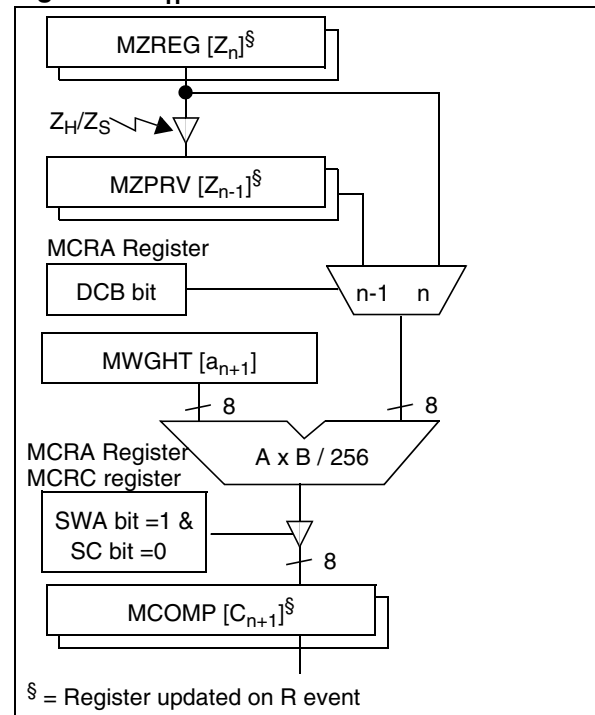 MZREG [Zn]§
ZH/ZS
MZPRV [Zn-1]§
MCRA Register
DCB bit
n-1 n
MWGHT [an+1]
8 8
MCRA Register
MCRC register
A x B / 256
SWA bit =1 &
SC bit =0
8
MCOMP [Cn+1]§
§ = Register updated on R event